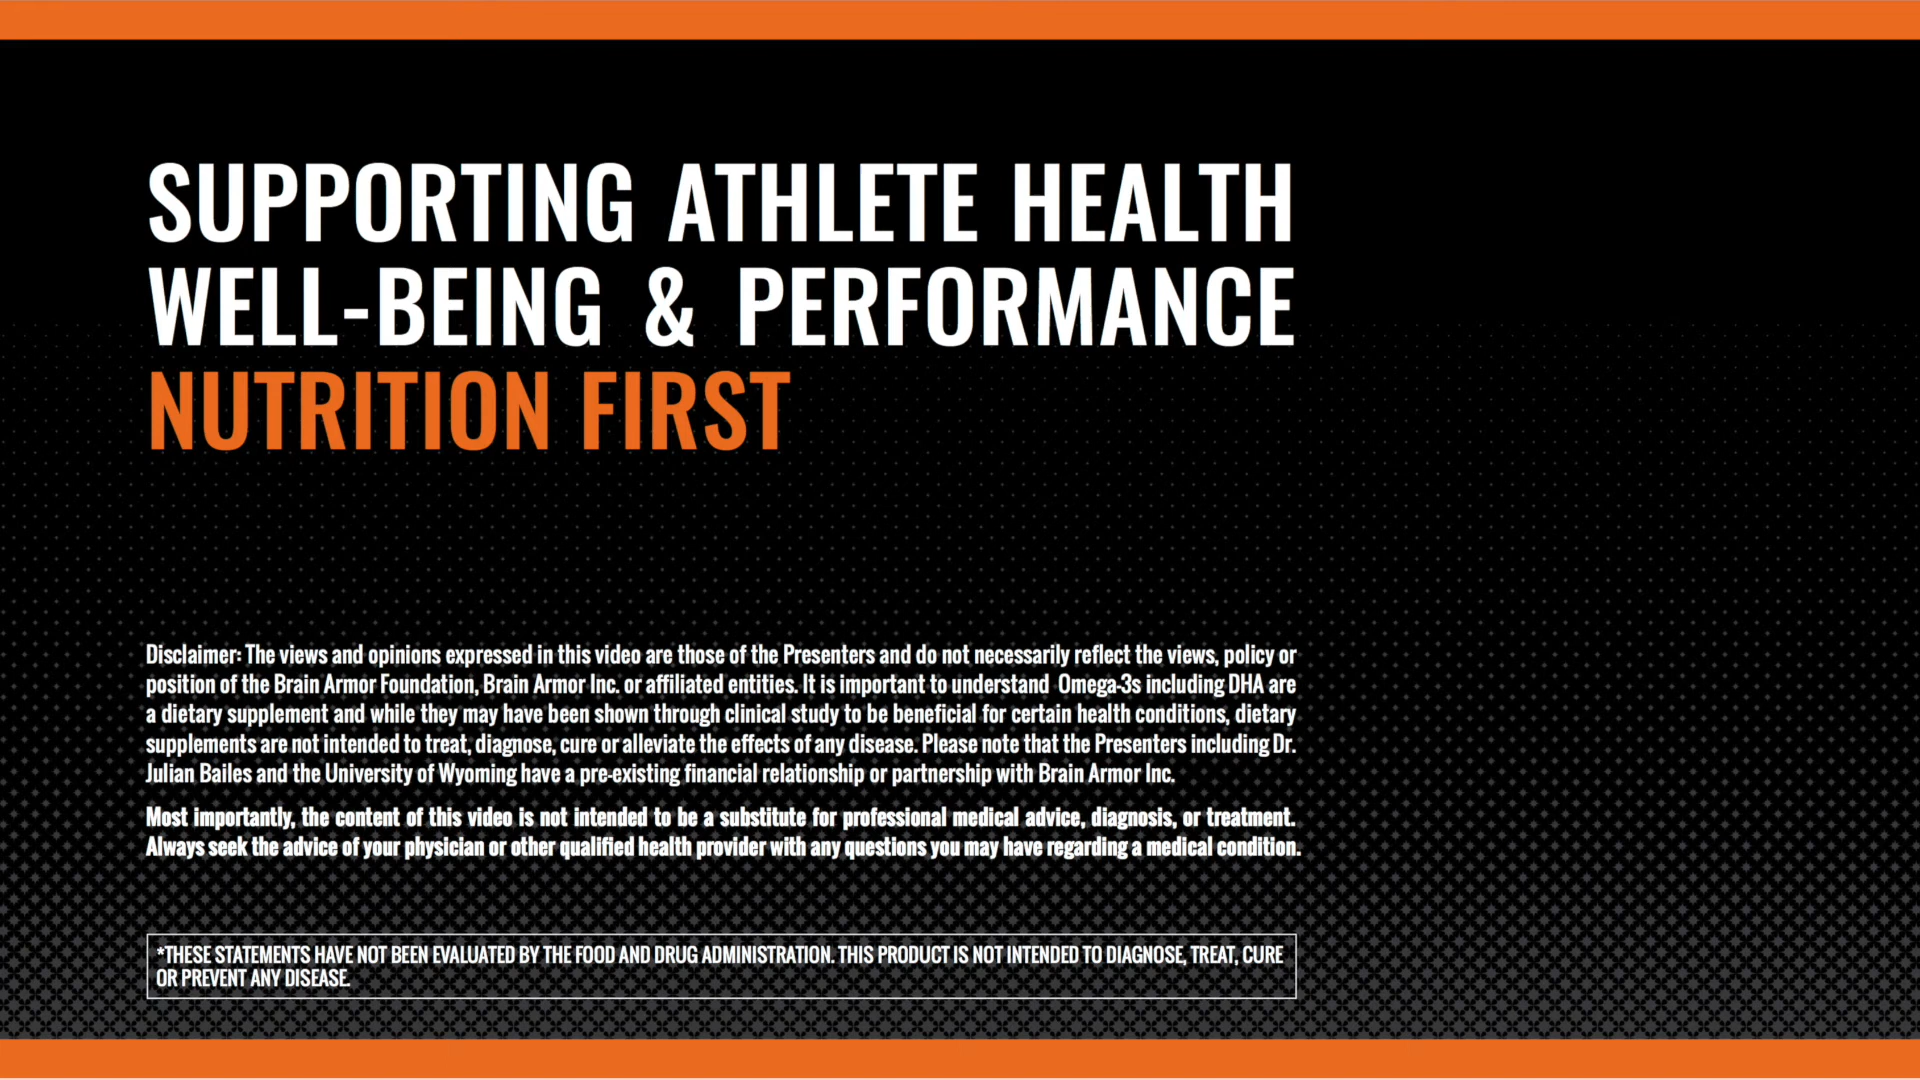 SUPPORTING ATHLETE HEALTH
WELL-BEING & PERFORMANCE
NUTRITION FIRST
Disclaimer: The views and opinions expressed in this video are those of the Presenters and do not necessarily reflect the views, policy or
position of the Brain Armor Foundation, Brain Armor Inc. or affiliated entities. It is important to understand Omega-3s including DHA are
a dietary supplement and while they may have been shown through clinical study to be beneficial for certain health conditions, dietary
supplements are not intended to treat, diagnose, cure or alleviate the effects of any disease. Please note that the Presenters including Dr.
Julian Bailes and the University of Wyoming have a pre-existing financial relationship or partnership with Brain Armor Inc.
Most importantly, the content of this video is not intended to be a substitute for professional medical advice, diagnosis, or treatment.
Always seek the advice of your physician or other qualified health provider with any questions you may have regarding a medical condition.
*THESE STATEMENTS HAVE NOT BEEN EVALUATED BY THE FOOD AND DRUG ADMINISTRATION. THIS PRODUCT IS NOT INTENDED TO DIAGNOSE, TREAT, CURE
OR PREVENT ANY DISEASE.